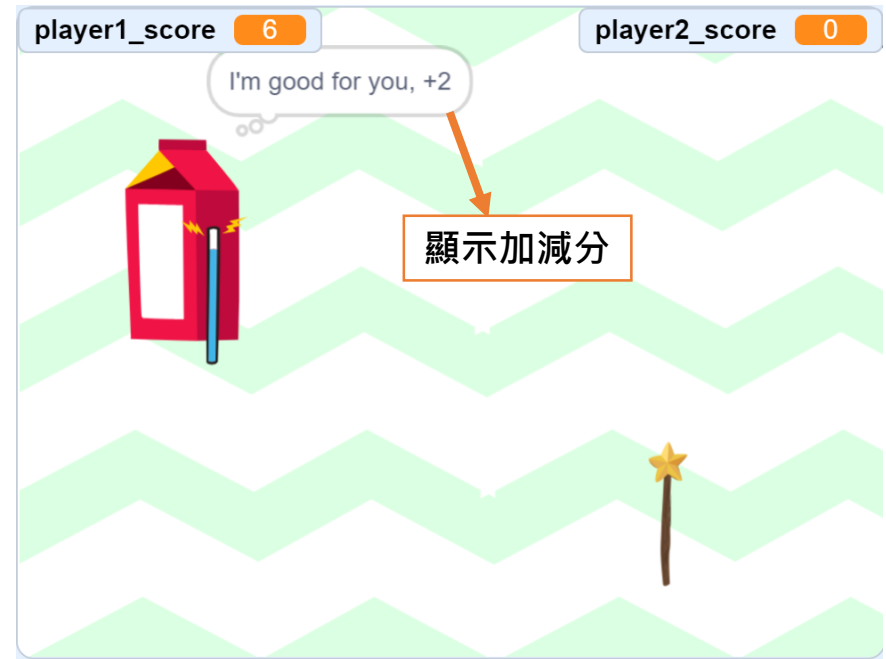 player1_score 6
player2_score 0
I'm good for you, +2
顯示加減分